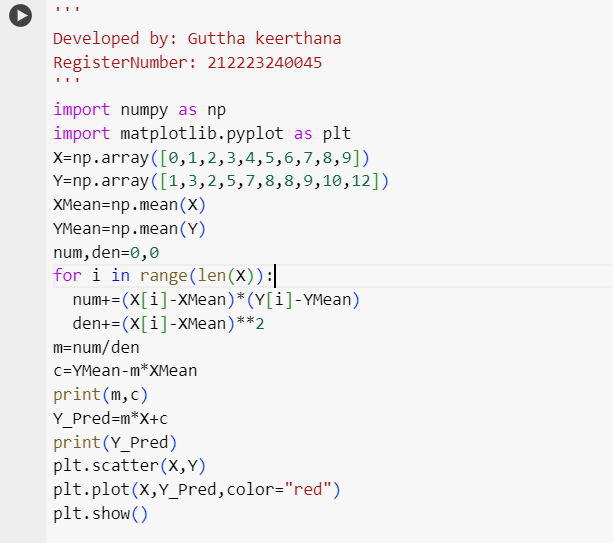 '''
Developed by: Guttha keerthana
RegisterNumber: 212223240045
'''
import numpy as np
import matplotlib.pyplot as plt
X=np.array([0,1,2,3,4,5,6,7,8,9])
Y=np.array([1,3,2,5,7,8,8,9,10,12])
XMean=np.mean(X)
YMean=np.mean(Y)
num,den=0,0
for i in range(len(X)):
  num+=(X[i]-XMean)*(Y[i]-YMean)
  den+=(X[i]-XMean)**2
m=num/den
c=YMean-m*XMean
print(m,c)
Y_Pred=m*X+c
print(Y_Pred)
plt.scatter(X,Y)
plt.plot(X,Y_Pred,color="red")
plt.show()